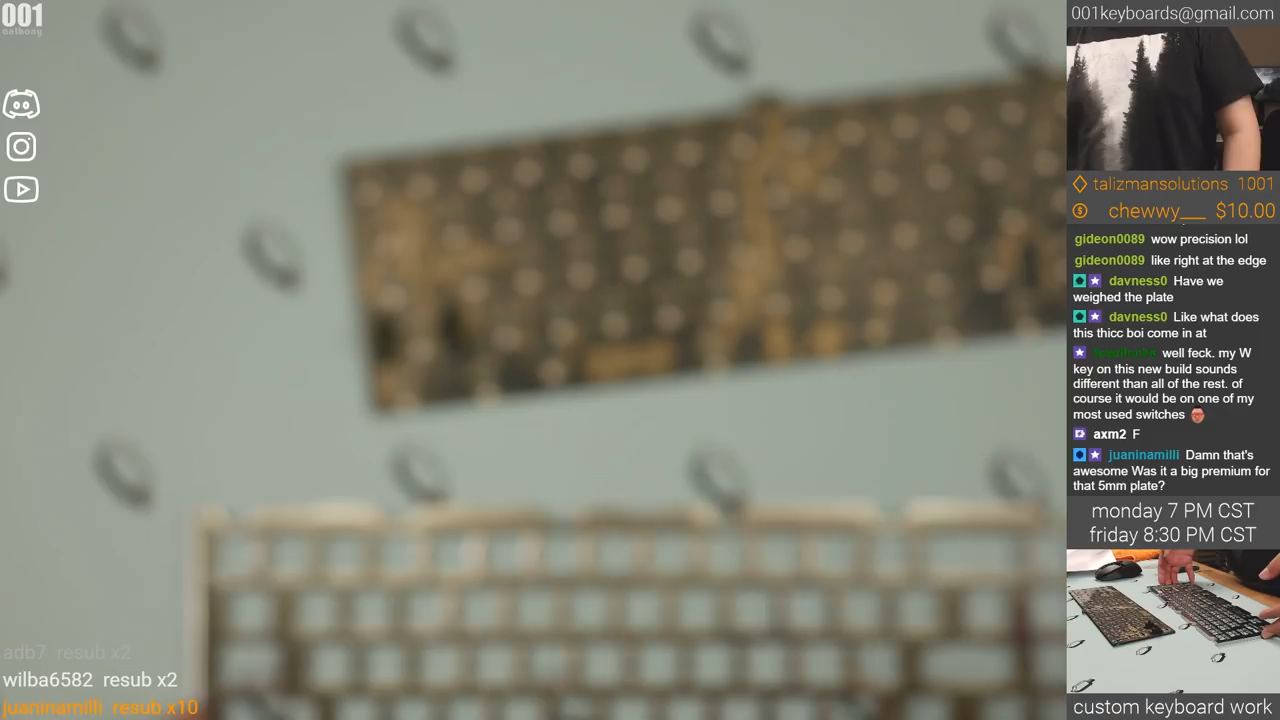 001
cathooy
001keyboards@gmail.com
talizmansolutions 1001
chewwy___ $10.00
gideon0089 wow precision lol
gideon0089 like right at the edge
davness0 Have we
weighed the plate
davness0 Like what does
this thicc boi come in at
well feck. my W
key on this new build sounds
different than all of the rest. of
course it would be on one of my
most used switches
axm2 F
juaninamilli Damn that's
awesome Was it a big premium for
that 5mm plate?
monday 7 PM CST
friday 8:30 PM CST
custom keyboard work
adb7 resub x2
wilba6582 resub x2
juaninamilli resub x10